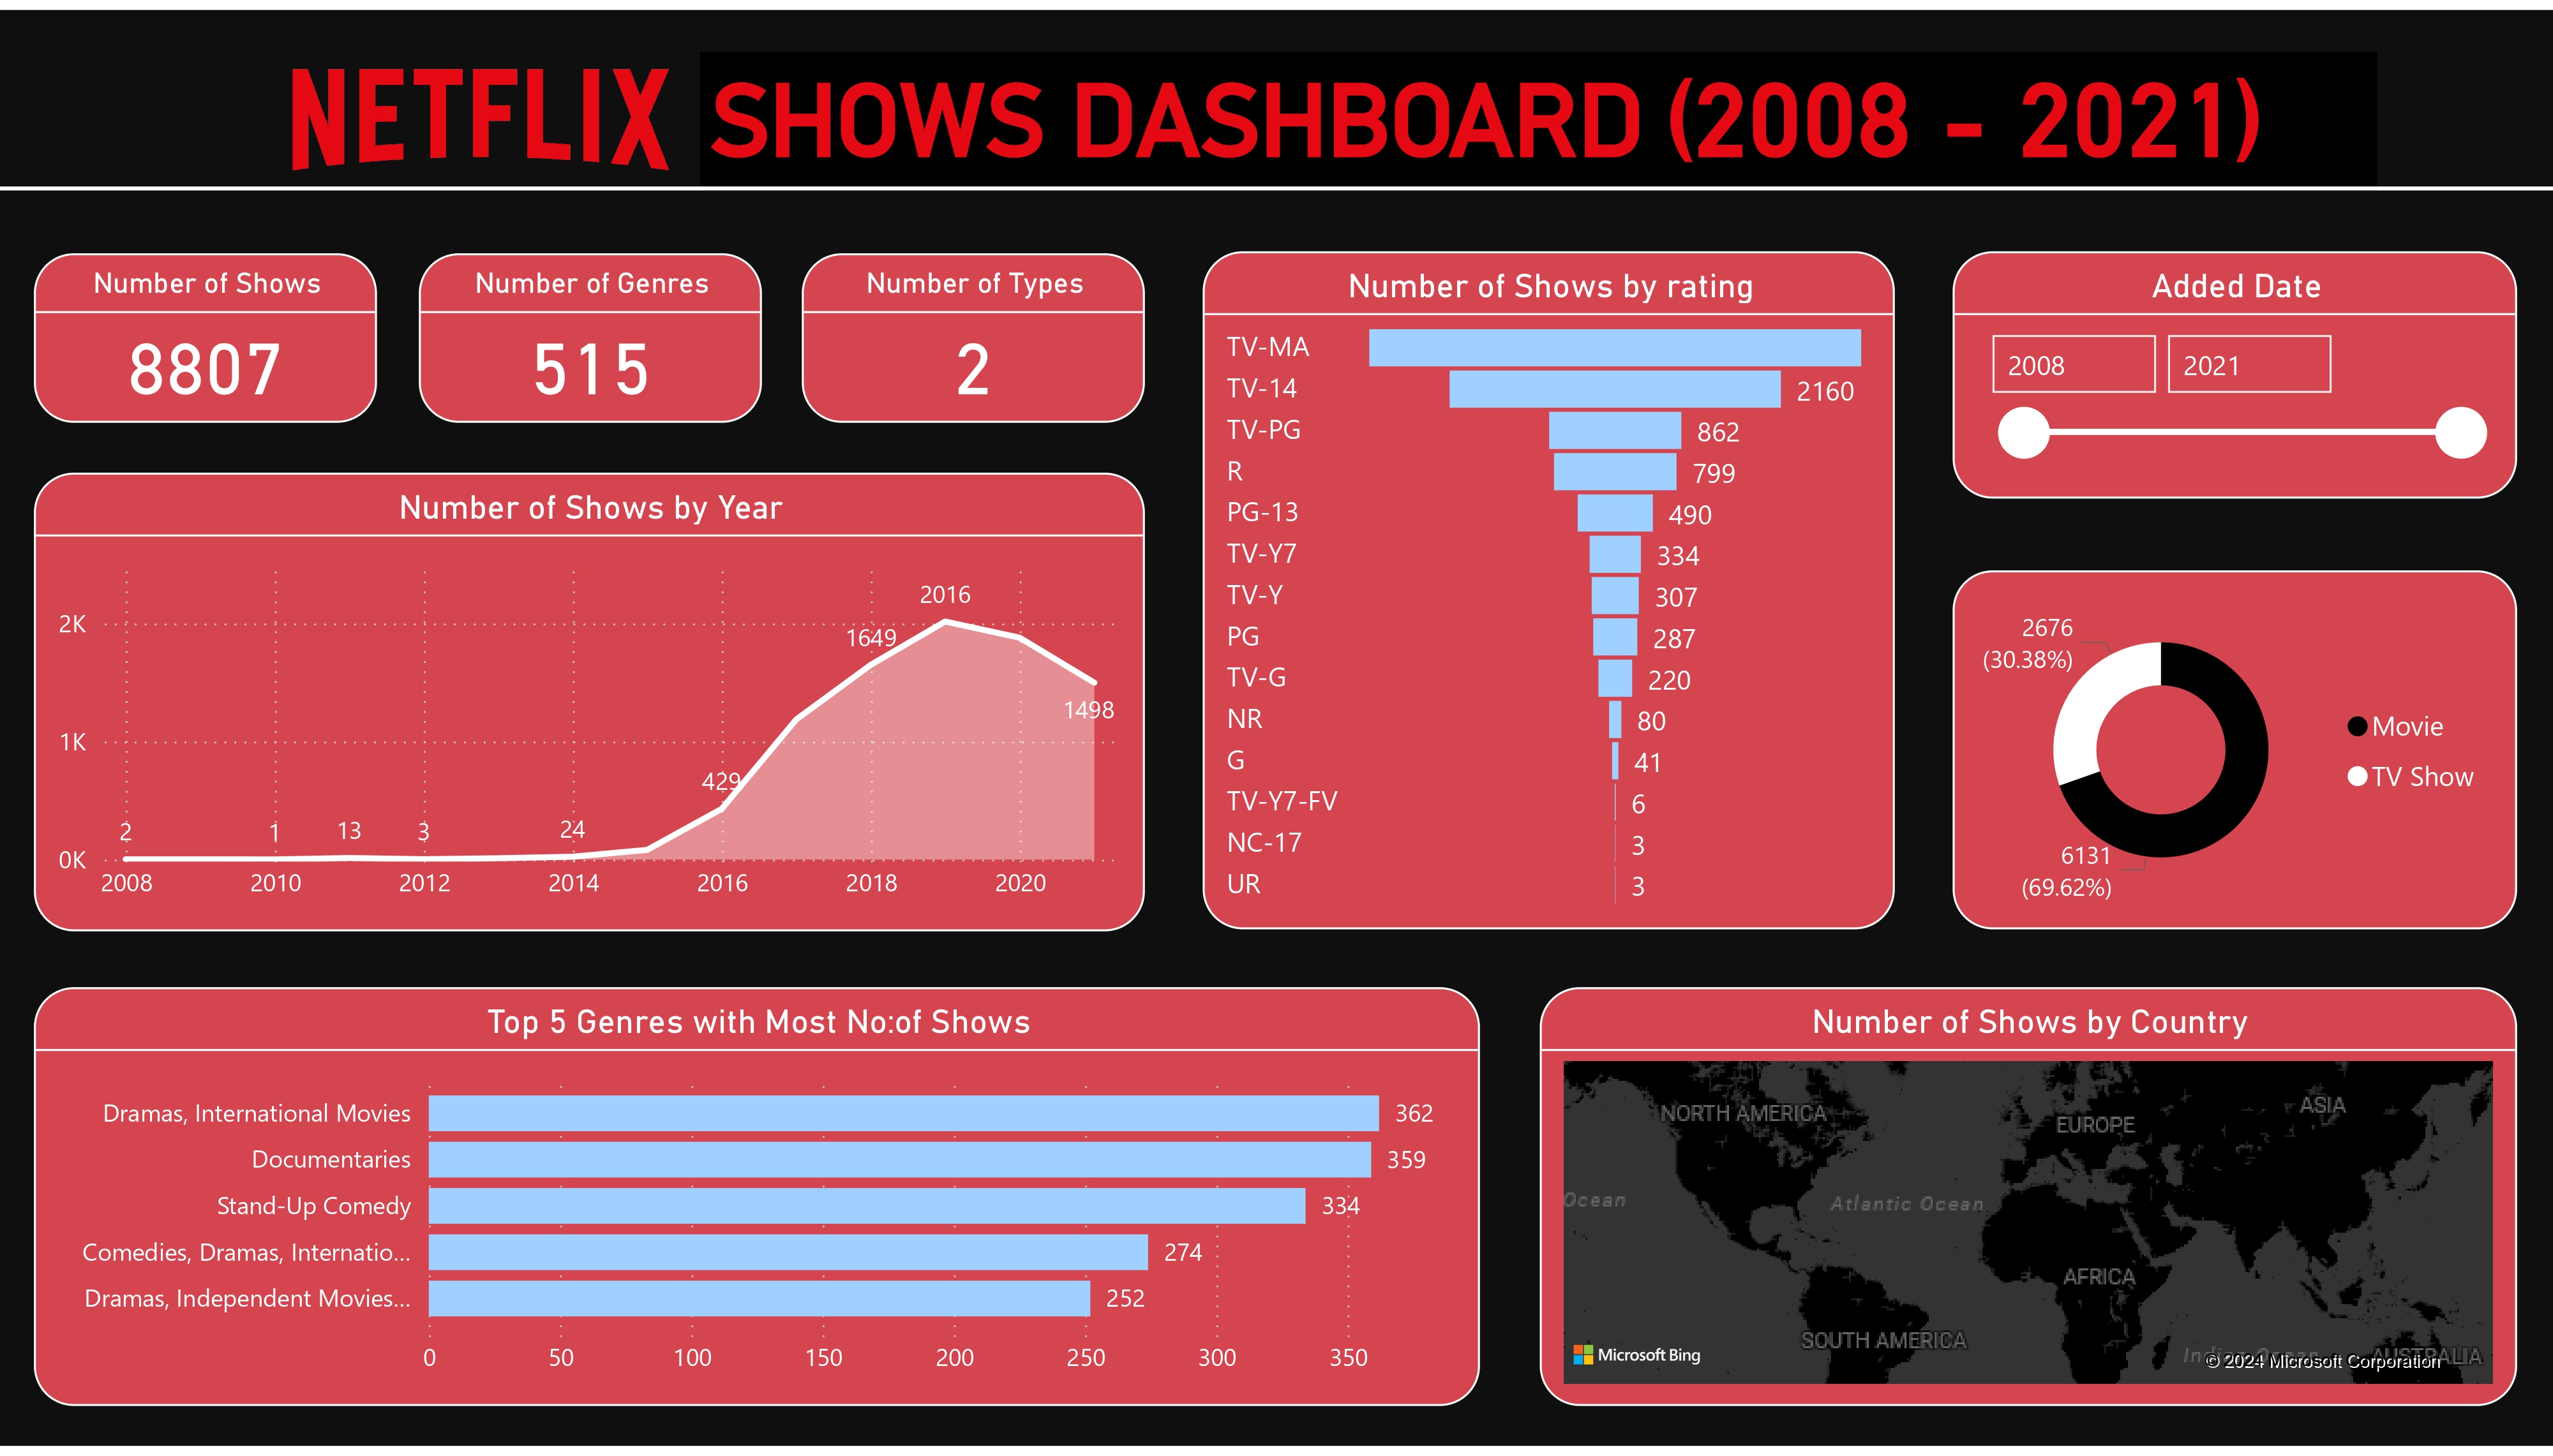 NETFLIX SHOWS DASHBOARD (2008 - 2021)
Number of Shows
8807
Number of Genres
515
Number of Types
2
Number of Shows by Year
2K
1K
0K
2
1
13
3
24
429
1649
2016
1498
2008
2010
2012
2014
2016
2018
2020
Number of Shows by rating
TV-MA
TV-14 2160
TV-PG 862
R 799
PG-13 490
TV-Y7 334
TV-Y 307
PG 287
TV-G 220
NR 80
G 41
TV-Y7-FV 6
NC-17 3
UR 3
Added Date
2008
2021
2676
(30.38%)
6131
(69.62%)
Movie
TV Show
Top 5 Genres with Most No:of Shows
Dramas, International Movies 362
Documentaries 359
Stand-Up Comedy 334
Comedies, Dramas, Internatio... 274
Dramas, Independent Movies... 252
0 50 100 150 200 250 300 350
Number of Shows by Country
NORTH AMERICA
EUROPE
ASIA
Ocean
Atlantic Ocean
AFRICA
SOUTH AMERICA
Indian Ocean
AUSTRALIA
Microsoft Bing
© 2024 Microsoft Corporation